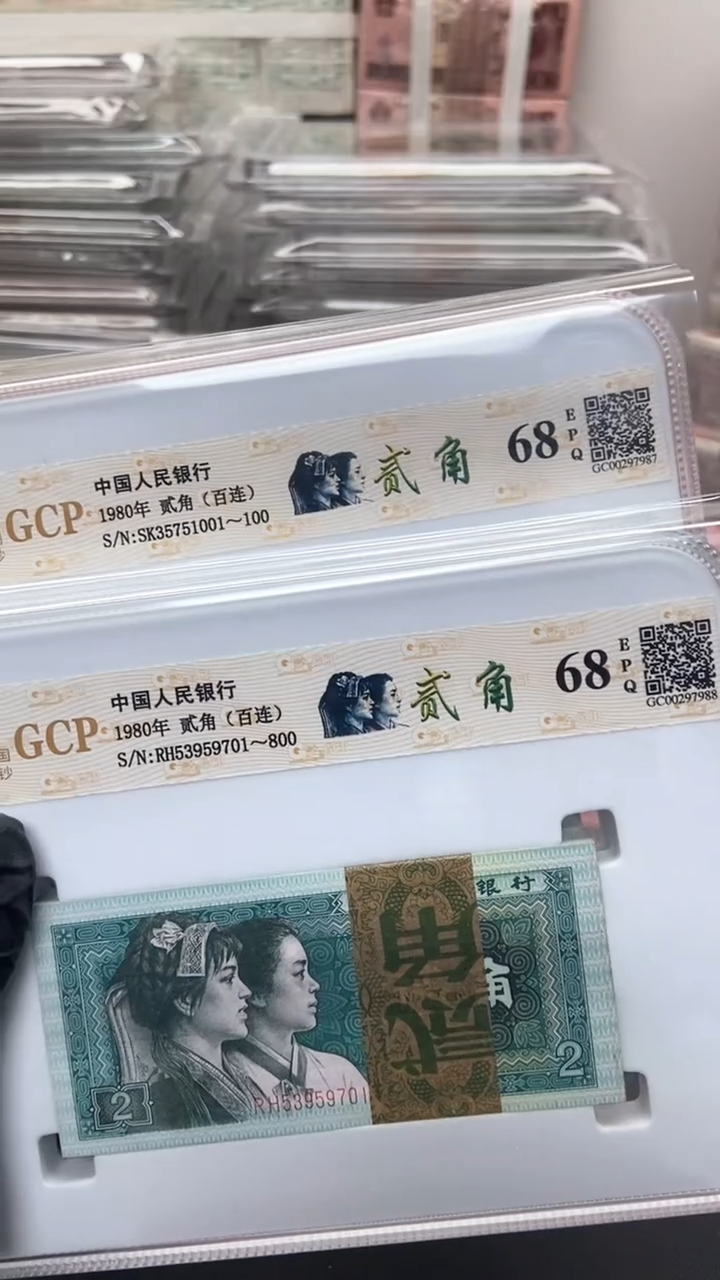 GCP
中国人民银行
1980年 贰角（百连）
S/N:SK35751001～100
贰角
68
EPQ
GC00297987
GCP
中国人民银行
1980年 贰角（百连）
S/N:RH53959701～800
贰角
68
EPQ
GC00297988
银行
2
贰角
角
RH53959701
2